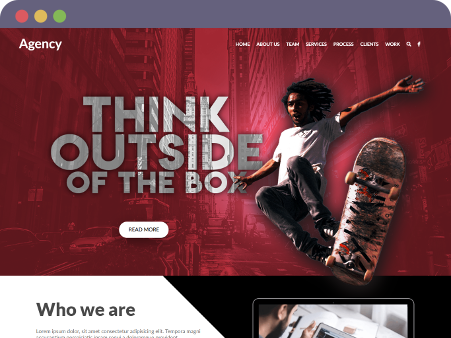 Agency
HOME ABOUT US TEAM SERVICES PROCESS CLIENTS WORK
THINK
OUTSIDE
OF THE BOX
READ MORE
Who we are
Lorem ipsum dolor, sit amet consectetur adipisicing elit. Tempora magni